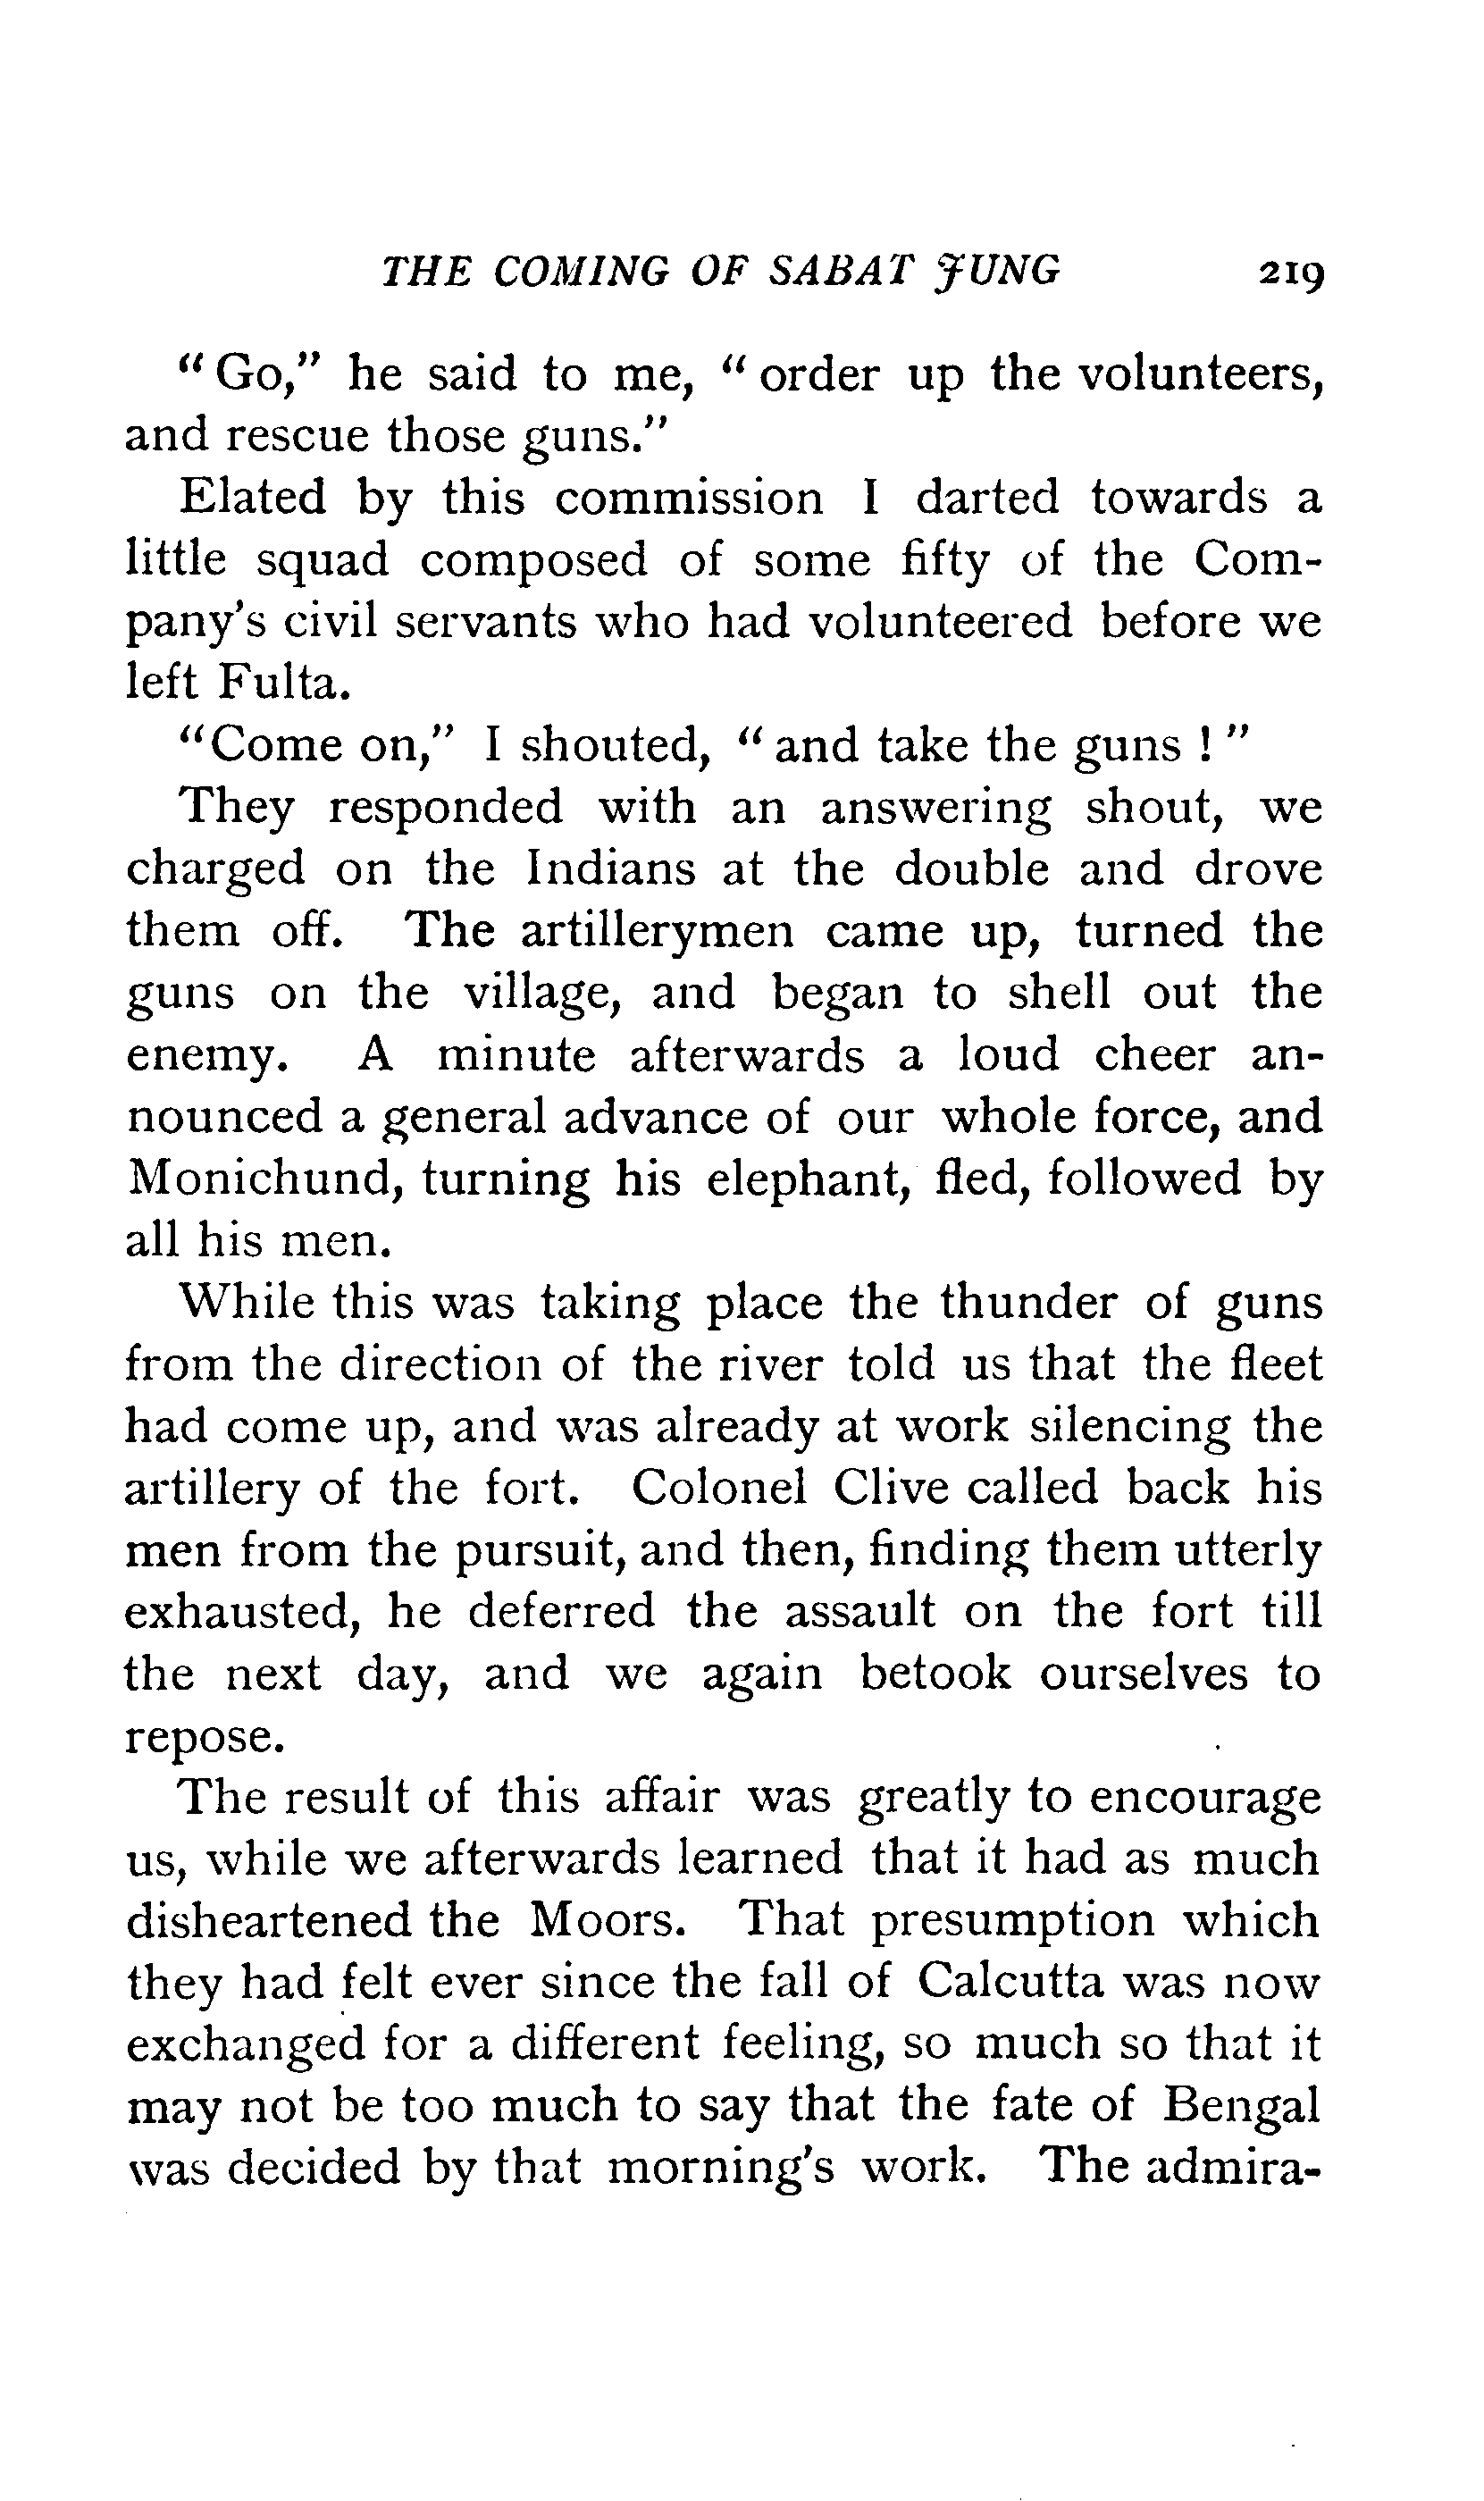 THE COMING OF SABAT JUNG 219
"Go," he said to me, "order up the volunteers,
and rescue those guns."
Elated by this commission I darted towards a
little squad composed of some fifty of the Com-
pany's civil servants who had volunteered before we
left Fulta.
"Come on," I shouted, "and take the guns!"
They responded with an answering shout, we
charged on the Indians at the double and drove
them off. The artillerymen came up, turned the
guns on the village, and began to shell out the
enemy. A minute afterwards a loud cheer an-
nounced a general advance of our whole force, and
Monichund, turning his elephant, fled, followed by
all his men.
While this was taking place the thunder of guns
from the direction of the river told us that the fleet
had come up, and was already at work silencing the
artillery of the fort. Colonel Clive called back his
men from the pursuit, and then, finding them utterly
exhausted, he deferred the assault on the fort till
the next day, and we again betook ourselves to
repose.
The result of this affair was greatly to encourage
us, while we afterwards learned that it had as much
disheartened the Moors. That presumption which
they had felt ever since the fall of Calcutta was now
exchanged for a different feeling, so much so that it
may not be too much to say that the fate of Bengal
was decided by that morning's work. The admira-